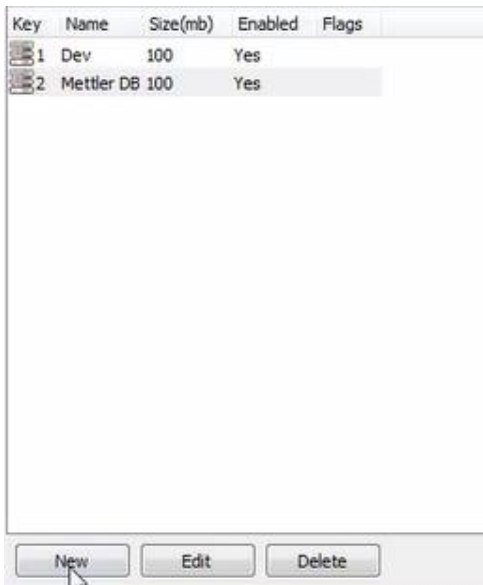 Key Name Size(mb) Enabled Flags
1 Dev 100 Yes
2 Mettler DB 100 Yes
New Edit Delete